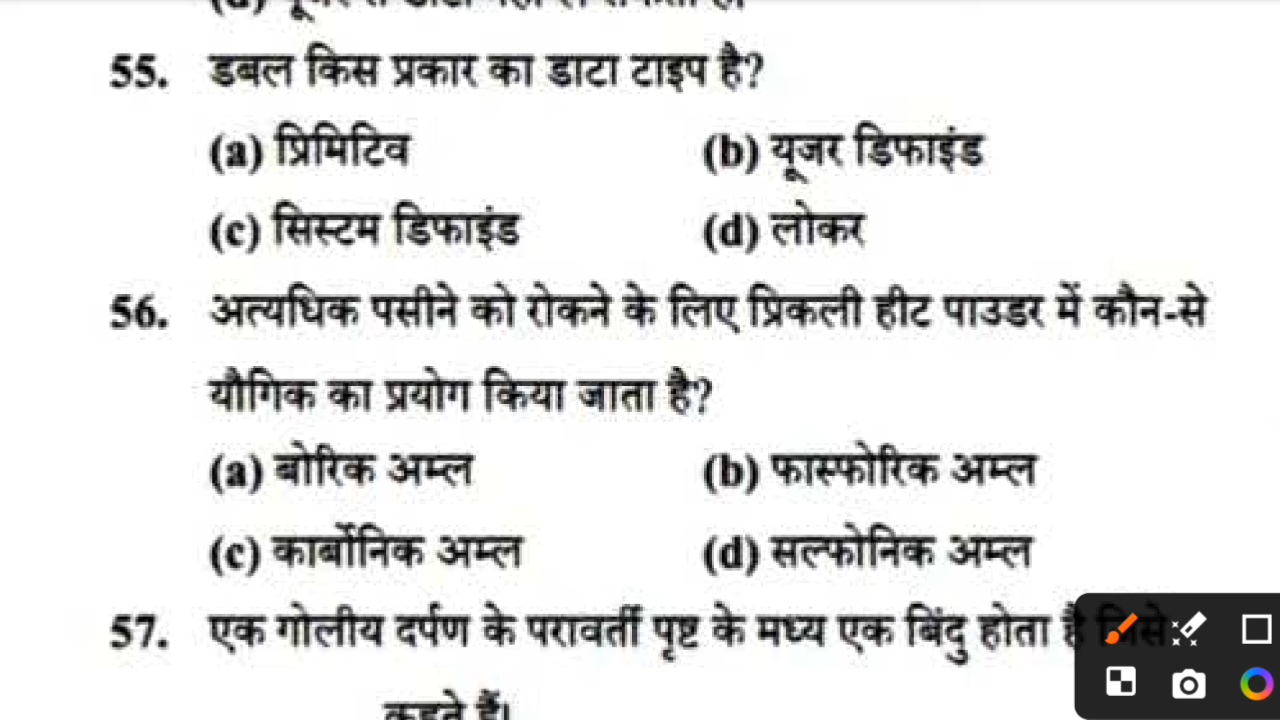 55. डबल किस प्रकार का डाटा टाइप है?
(a) प्रिमिटिव (b) यूजर डिफाइंड
(c) सिस्टम डिफाइंड (d) लोकर
56. अत्यधिक पसीने को रोकने के लिए प्रिकली हीट पाउडर में कौन-से
यौगिक का प्रयोग किया जाता है?
(a) बोरिक अम्ल (b) फास्फोरिक अम्ल
(c) कार्बोनिक अम्ल (d) सल्फोनिक अम्ल
57. एक गोलीय दर्पण के परावर्ती पृष्ट के मध्य एक बिंदु होता है जिसे
कहते हैं।